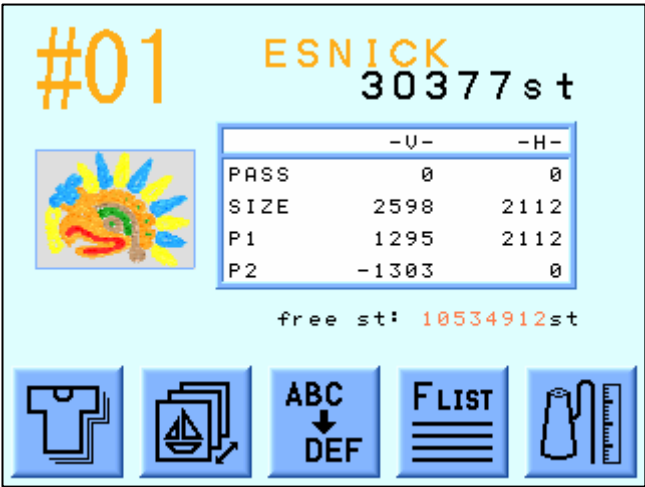 #01
ESNICK
30377st
-V- -H-
PASS 0 0
SIZE 2598 2112
P1 1295 2112
P2 -1303 0
free st: 10534912st
ABC
DEF
F LIST